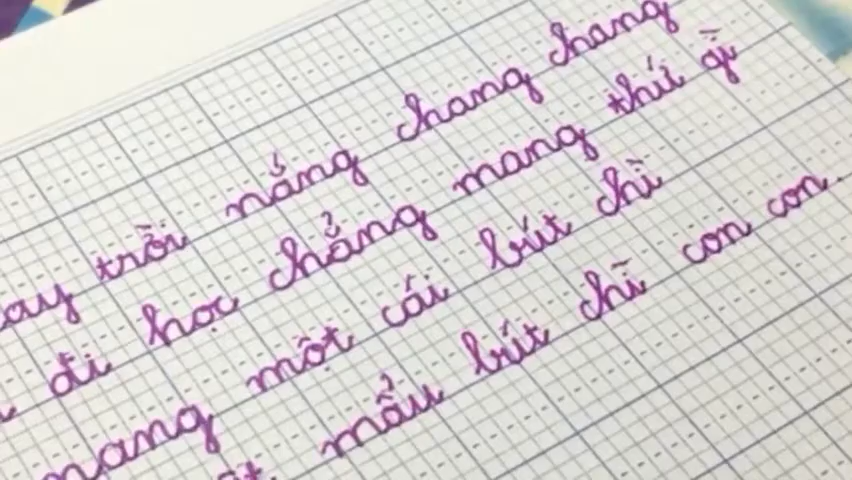 ay trời nắng chang chang
đi học chẳng mang thứ gì
mang một cái bút chì
mẩu bút chì con con.